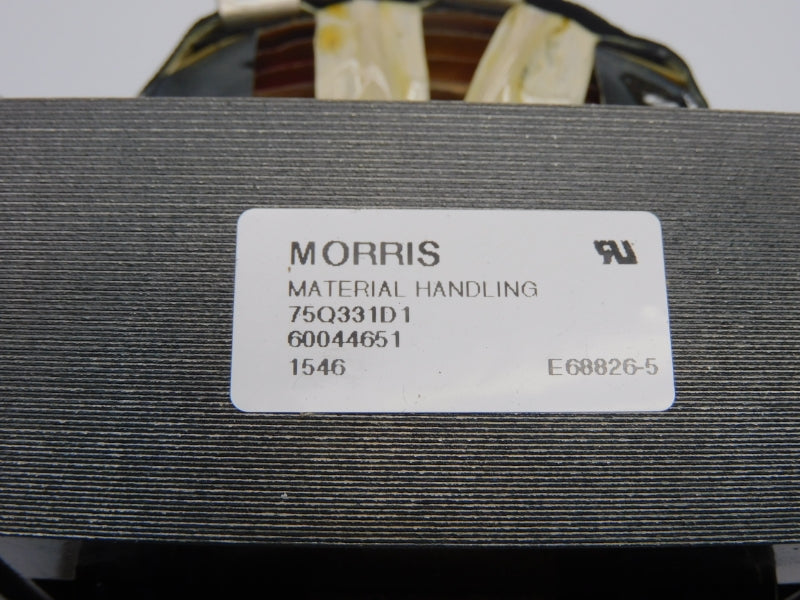 MORRIS
MATERIAL HANDLING
75Q331D1
60044651
1546 E68826-5